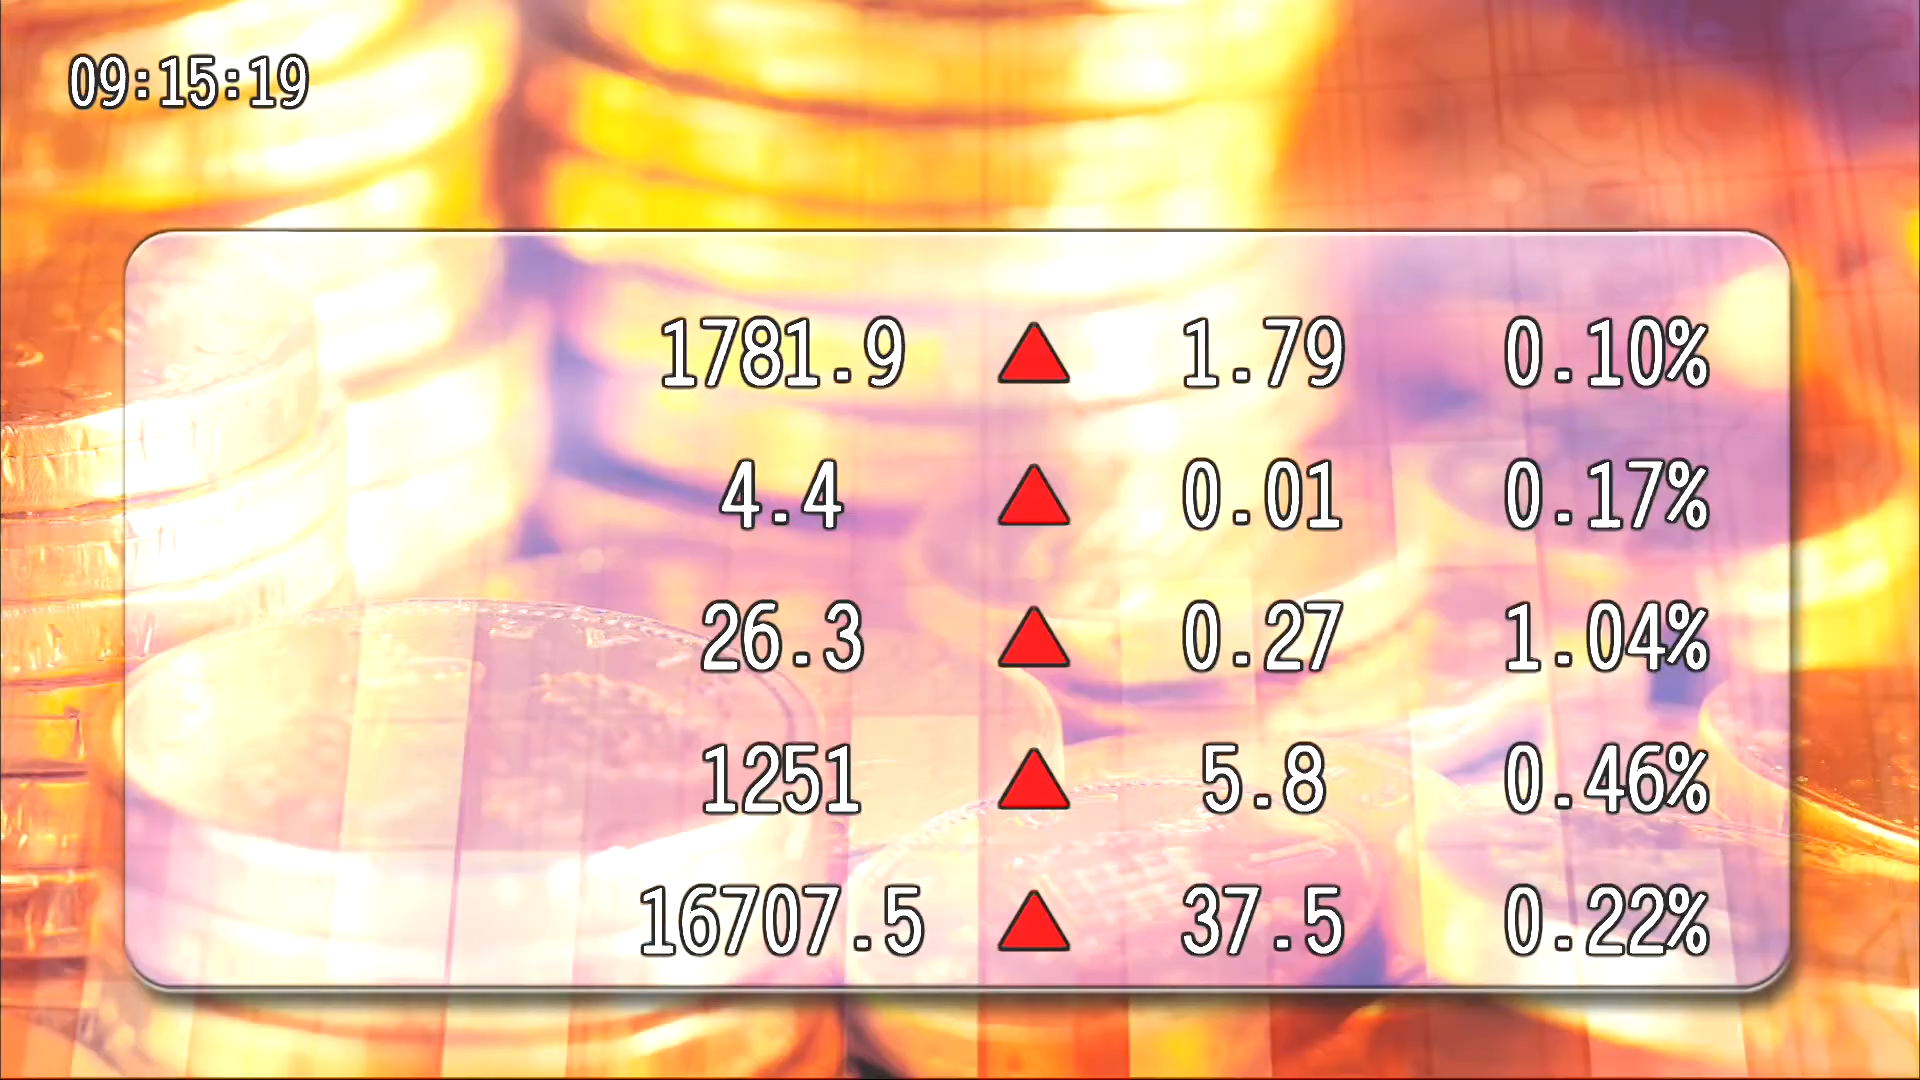 09:15:19
1781.9 ▲ 1.79 0.10%
4.4 ▲ 0.01 0.17%
26.3 ▲ 0.27 1.04%
1251 ▲ 5.8 0.46%
16707.5 ▲ 37.5 0.22%